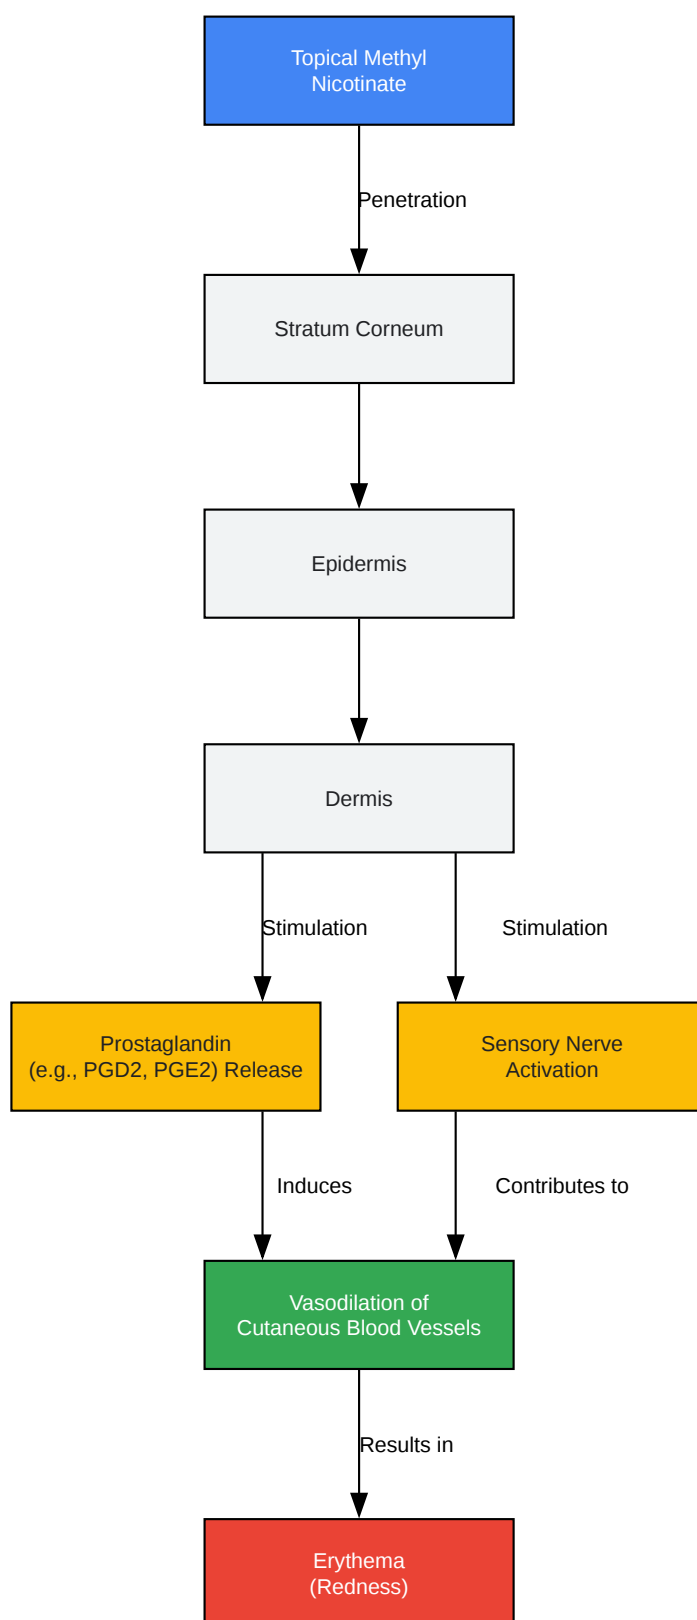 Topical Methyl
Nicotinate
Penetration
Stratum Corneum
Epidermis
Dermis
Stimulation
Stimulation
Prostaglandin
(e.g., PGD2, PGE2) Release
Sensory Nerve
Activation
Induces
Contributes to
Vasodilation of
Cutaneous Blood Vessels
Results in
Erythema
(Redness)